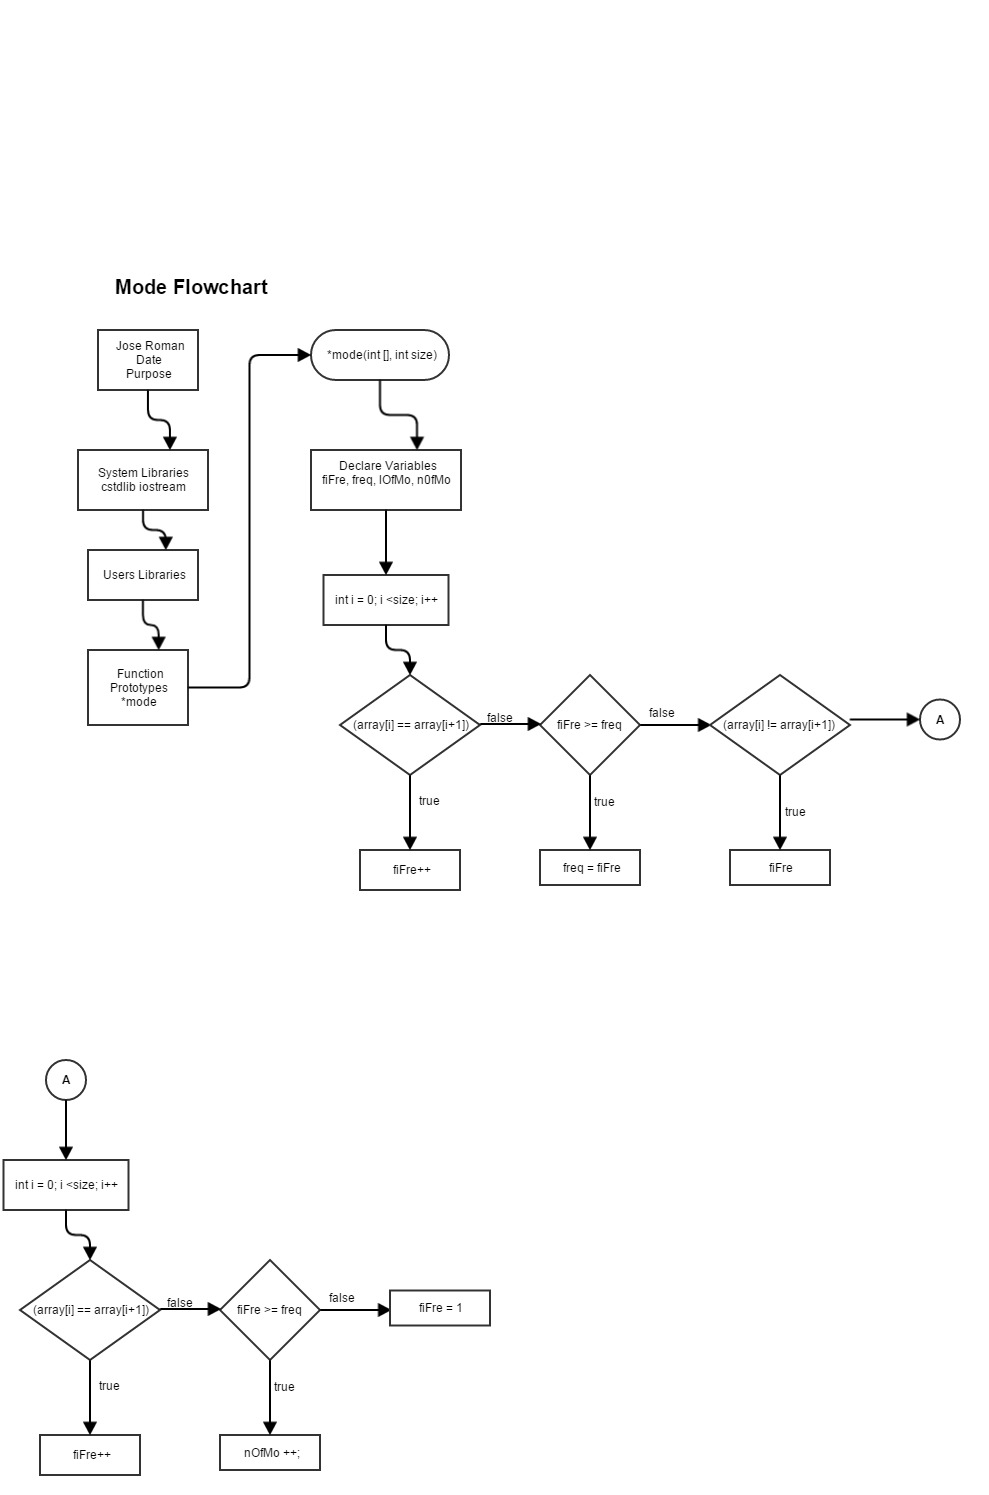 Mode Flowchart
Jose Roman
Date
Purpose
System Libraries
cstdlib iostream
Users Libraries
Function
Prototypes
*mode
*mode(int [], int size)
Declare Variables
fiFre, freq, lOfMo, n0fMo
int i = 0; i <size; i++
(array[i] == array[i+1])
false
fiFre >= freq
false
(array[i] != array[i+1])
A
true
true
true
fiFre++
freq = fiFre
fiFre
A
int i = 0; i <size; i++
(array[i] == array[i+1])
false
fiFre >= freq
false
fiFre = 1
true
true
fiFre++
nOfMo ++;